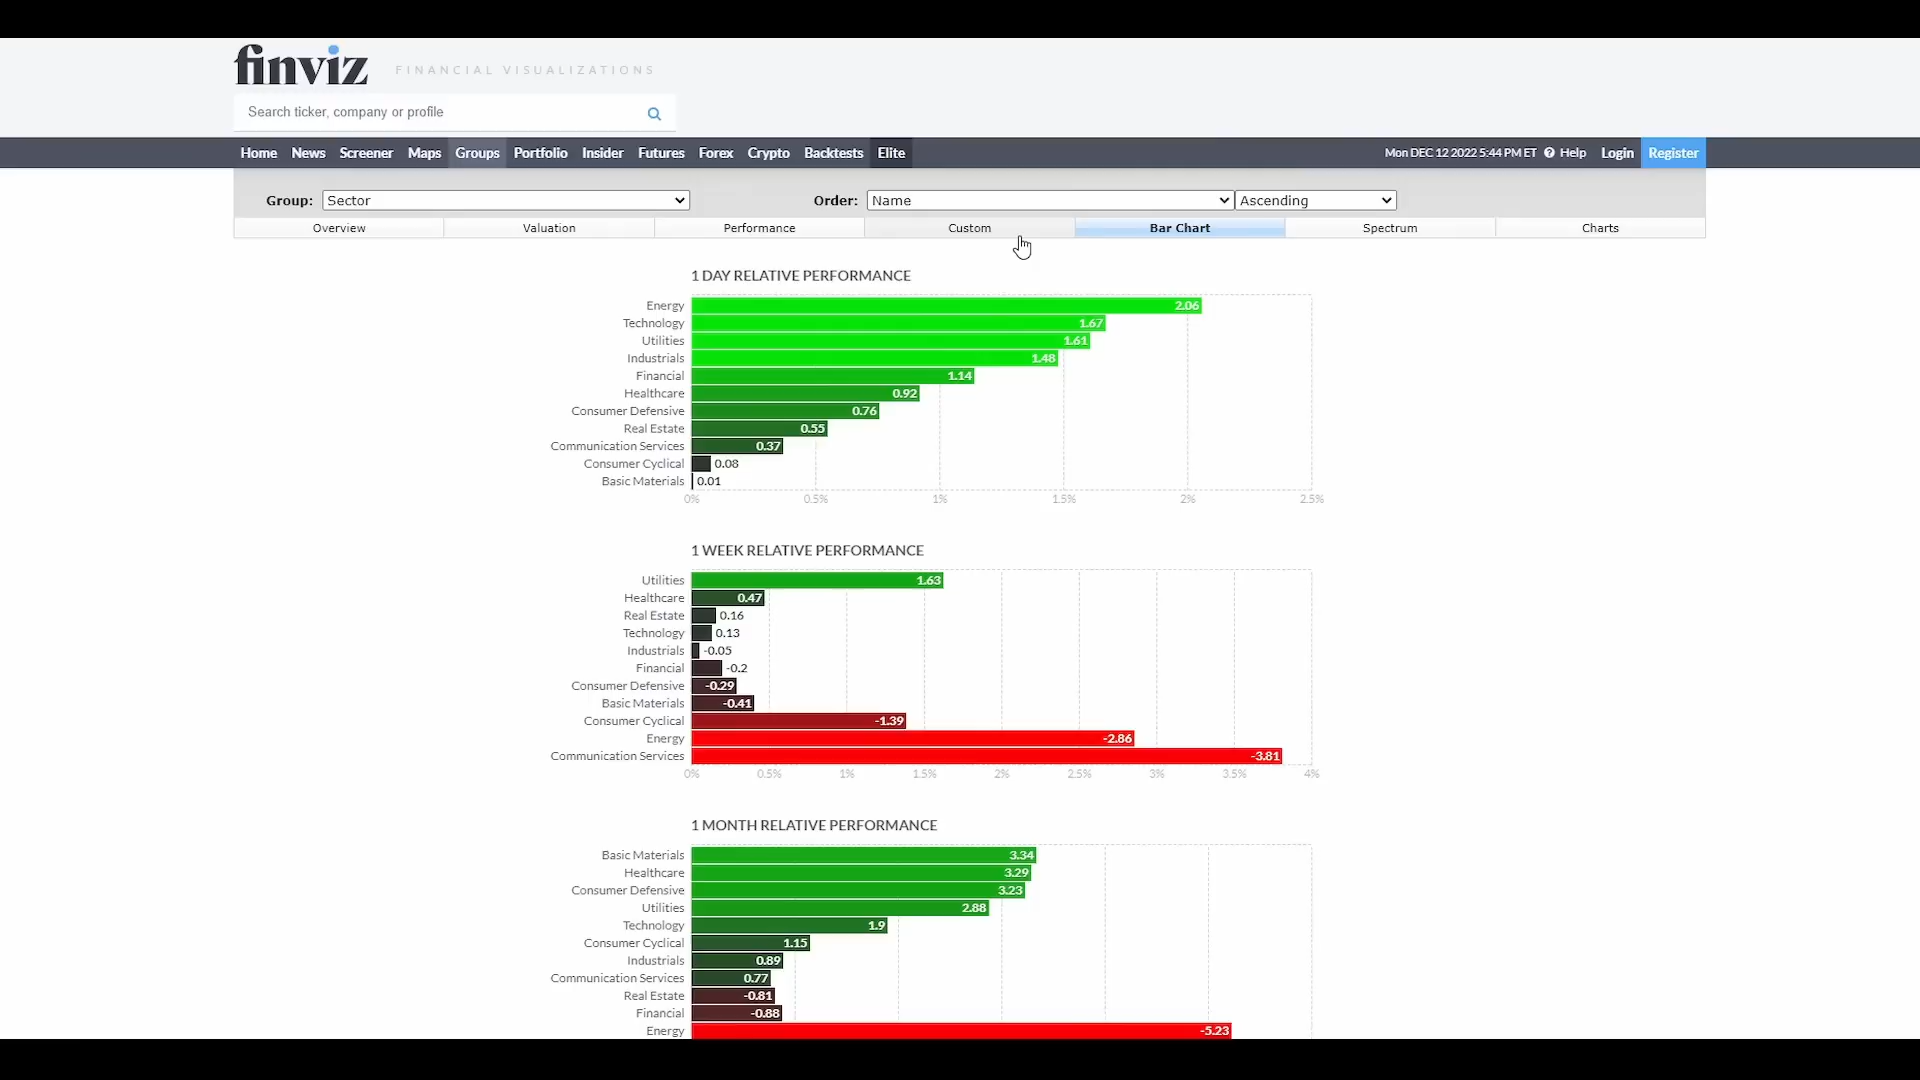 finviz FINANCIAL VISUALIZATIONS
Search ticker, company or profile
Home News Screener Maps Groups Portfolio Insider Futures Forex Crypto Backtests Elite Mon DEC 12 2022 5:44 PM ET Help Login Register
Group: Sector Order: Name Ascending
Overview Valuation Performance Custom Bar Chart Spectrum Charts
1 DAY RELATIVE PERFORMANCE
Energy 2.06
Technology 1.67
Utilities 1.61
Industrials 1.48
Financial 1.14
Healthcare 0.92
Consumer Defensive 0.76
Real Estate 0.55
Communication Services 0.37
Consumer Cyclical 0.08
Basic Materials 0.01
0% 0.5% 1% 1.5% 2% 2.5%
1 WEEK RELATIVE PERFORMANCE
Utilities 1.63
Healthcare 0.47
Real Estate 0.16
Technology 0.13
Industrials -0.05
Financial -0.2
Consumer Defensive -0.29
Basic Materials -0.41
Consumer Cyclical -1.39
Energy -2.86
Communication Services -3.81
0% 0.5% 1% 1.5% 2% 2.5% 3% 3.5% 4%
1 MONTH RELATIVE PERFORMANCE
Basic Materials 3.34
Healthcare 3.29
Consumer Defensive 3.23
Utilities 2.88
Technology 1.9
Consumer Cyclical 1.15
Industrials 0.89
Communication Services 0.77
Real Estate -0.81
Financial -0.88
Energy -5.23